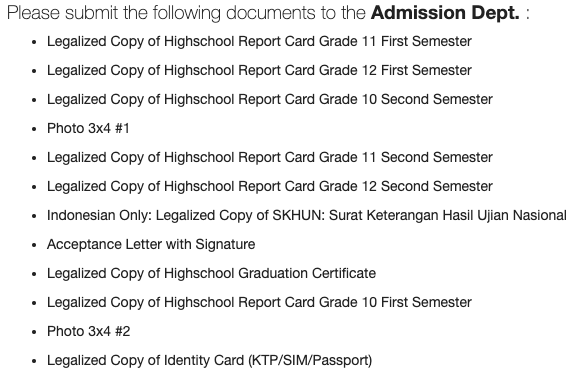 Please submit the following documents to the Admission Dept. :
• Legalized Copy of Highschool Report Card Grade 11 First Semester
• Legalized Copy of Highschool Report Card Grade 12 First Semester
• Legalized Copy of Highschool Report Card Grade 10 Second Semester
• Photo 3x4 #1
• Legalized Copy of Highschool Report Card Grade 11 Second Semester
• Legalized Copy of Highschool Report Card Grade 12 Second Semester
• Indonesian Only: Legalized Copy of SKHUN: Surat Keterangan Hasil Ujian Nasional
• Acceptance Letter with Signature
• Legalized Copy of Highschool Graduation Certificate
• Legalized Copy of Highschool Report Card Grade 10 First Semester
• Photo 3x4 #2
• Legalized Copy of Identity Card (KTP/SIM/Passport)